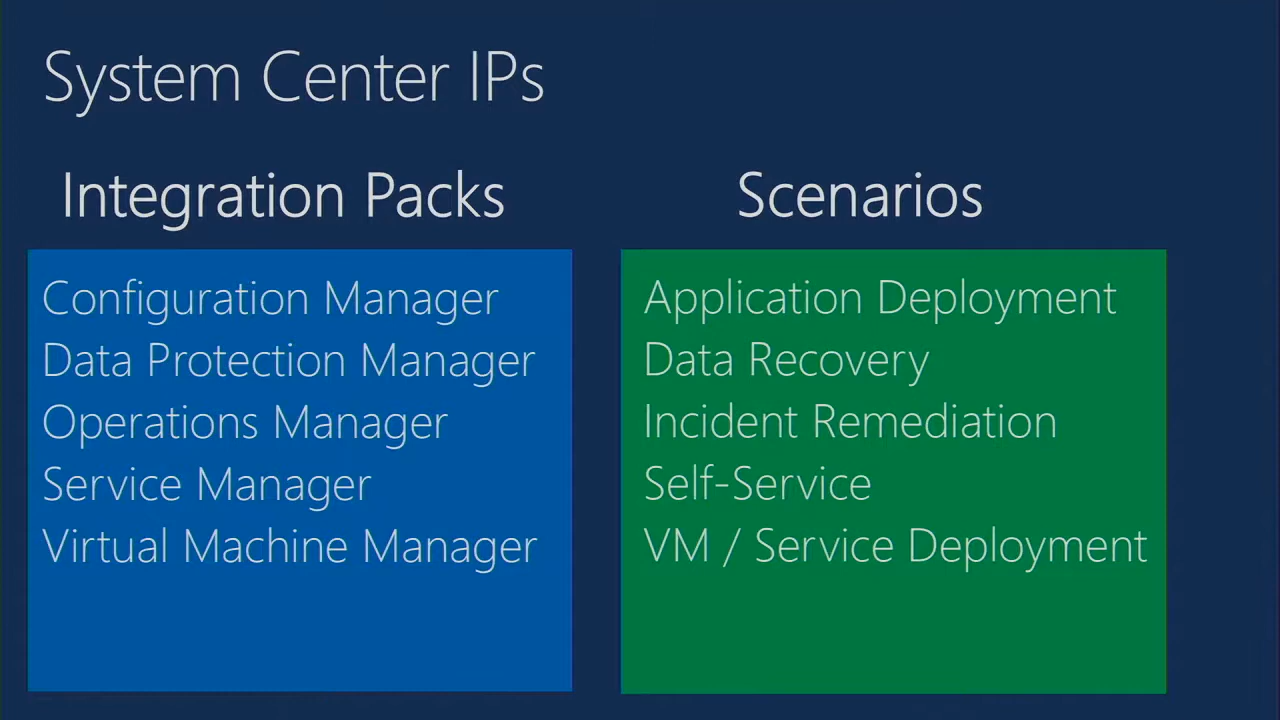 System Center IPs
Integration Packs
Configuration Manager
Data Protection Manager
Operations Manager
Service Manager
Virtual Machine Manager
Scenarios
Application Deployment
Data Recovery
Incident Remediation
Self-Service
VM / Service Deployment